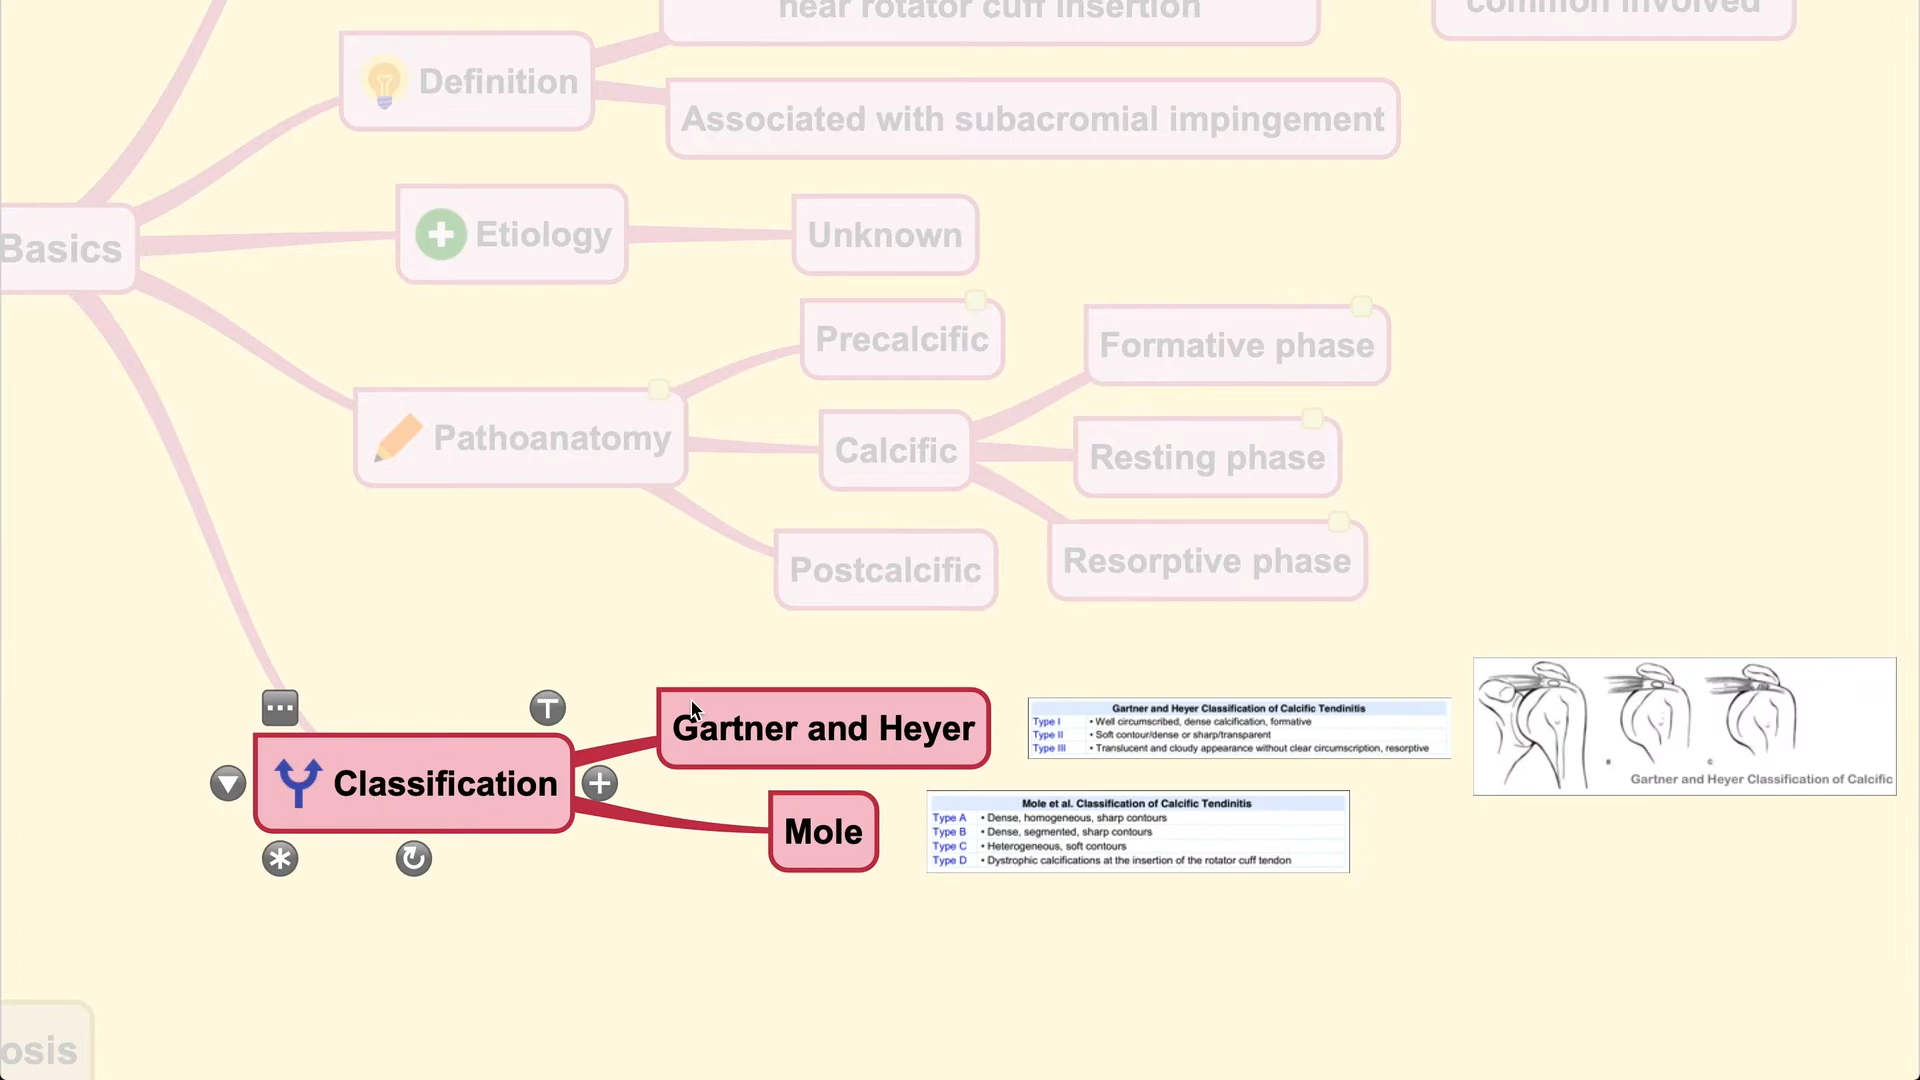 near rotator cuff insertion
common involved
Definition
Associated with subacromial impingement
Basics
Etiology
Unknown
Precalcific
Formative phase
Pathoanatomy
Calcific
Resting phase
Postcalcific
Resorptive phase
Classification
Gartner and Heyer
Gartner and Heyer Classification of Calcific Tendinitis
Type I • Well circumscribed, dense calcification, formative
Type II • Soft contour/dense or sharp/transparent
Type III • Translucent and cloudy appearance without clear circumscription, resorptive
Gartner and Heyer Classification of Calcific
Mole
Mole et al. Classification of Calcific Tendinitis
Type A • Dense, homogeneous, sharp contours
Type B • Dense, segmented, sharp contours
Type C • Heterogeneous, soft contours
Type D • Dystrophic calcifications at the insertion of the rotator cuff tendon
osis